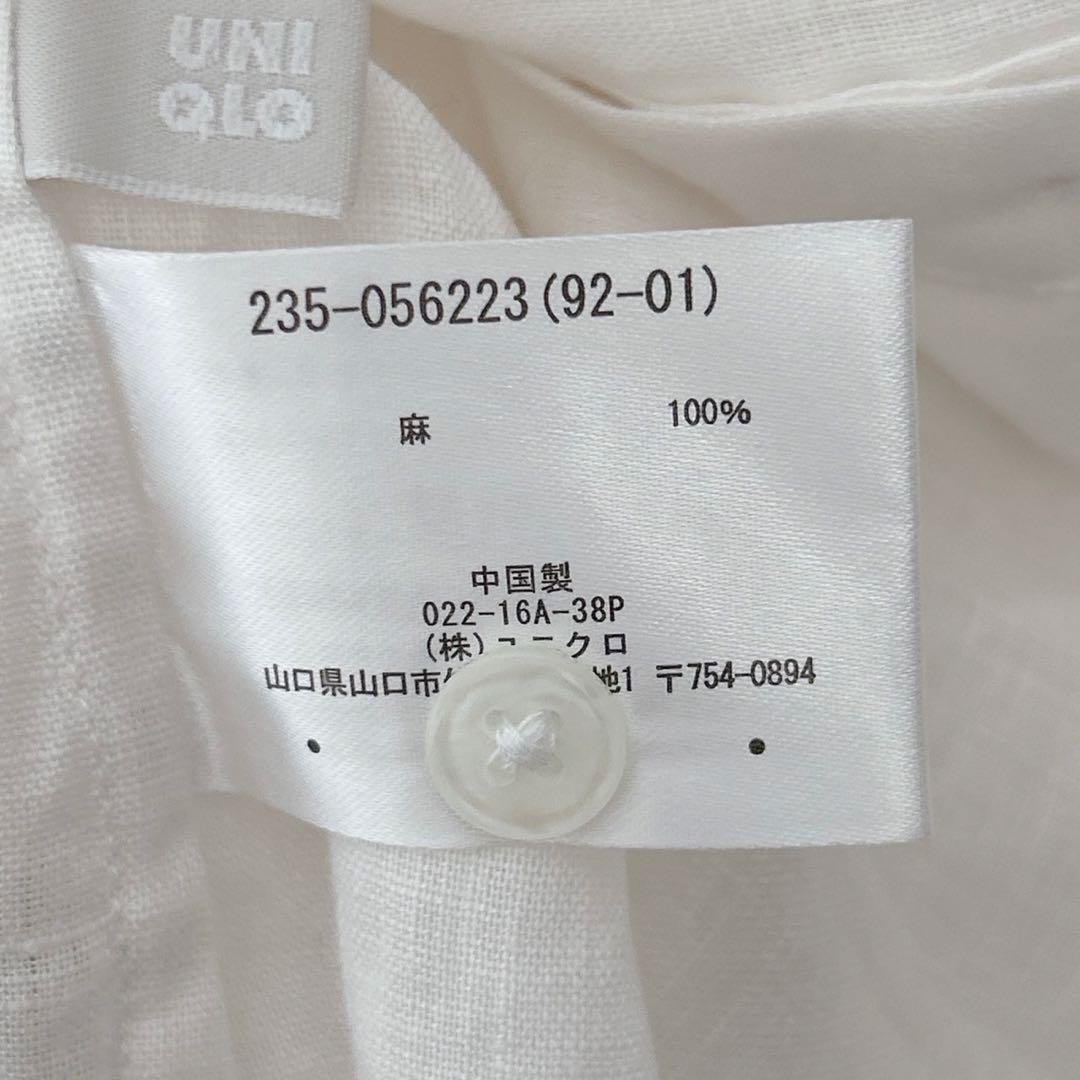 UNI
QLO
235-056223(92-01)
麻 100%
中国製
022-16A-38P
(株)ユニクロ
山口県山口市 地1 〒754-0894